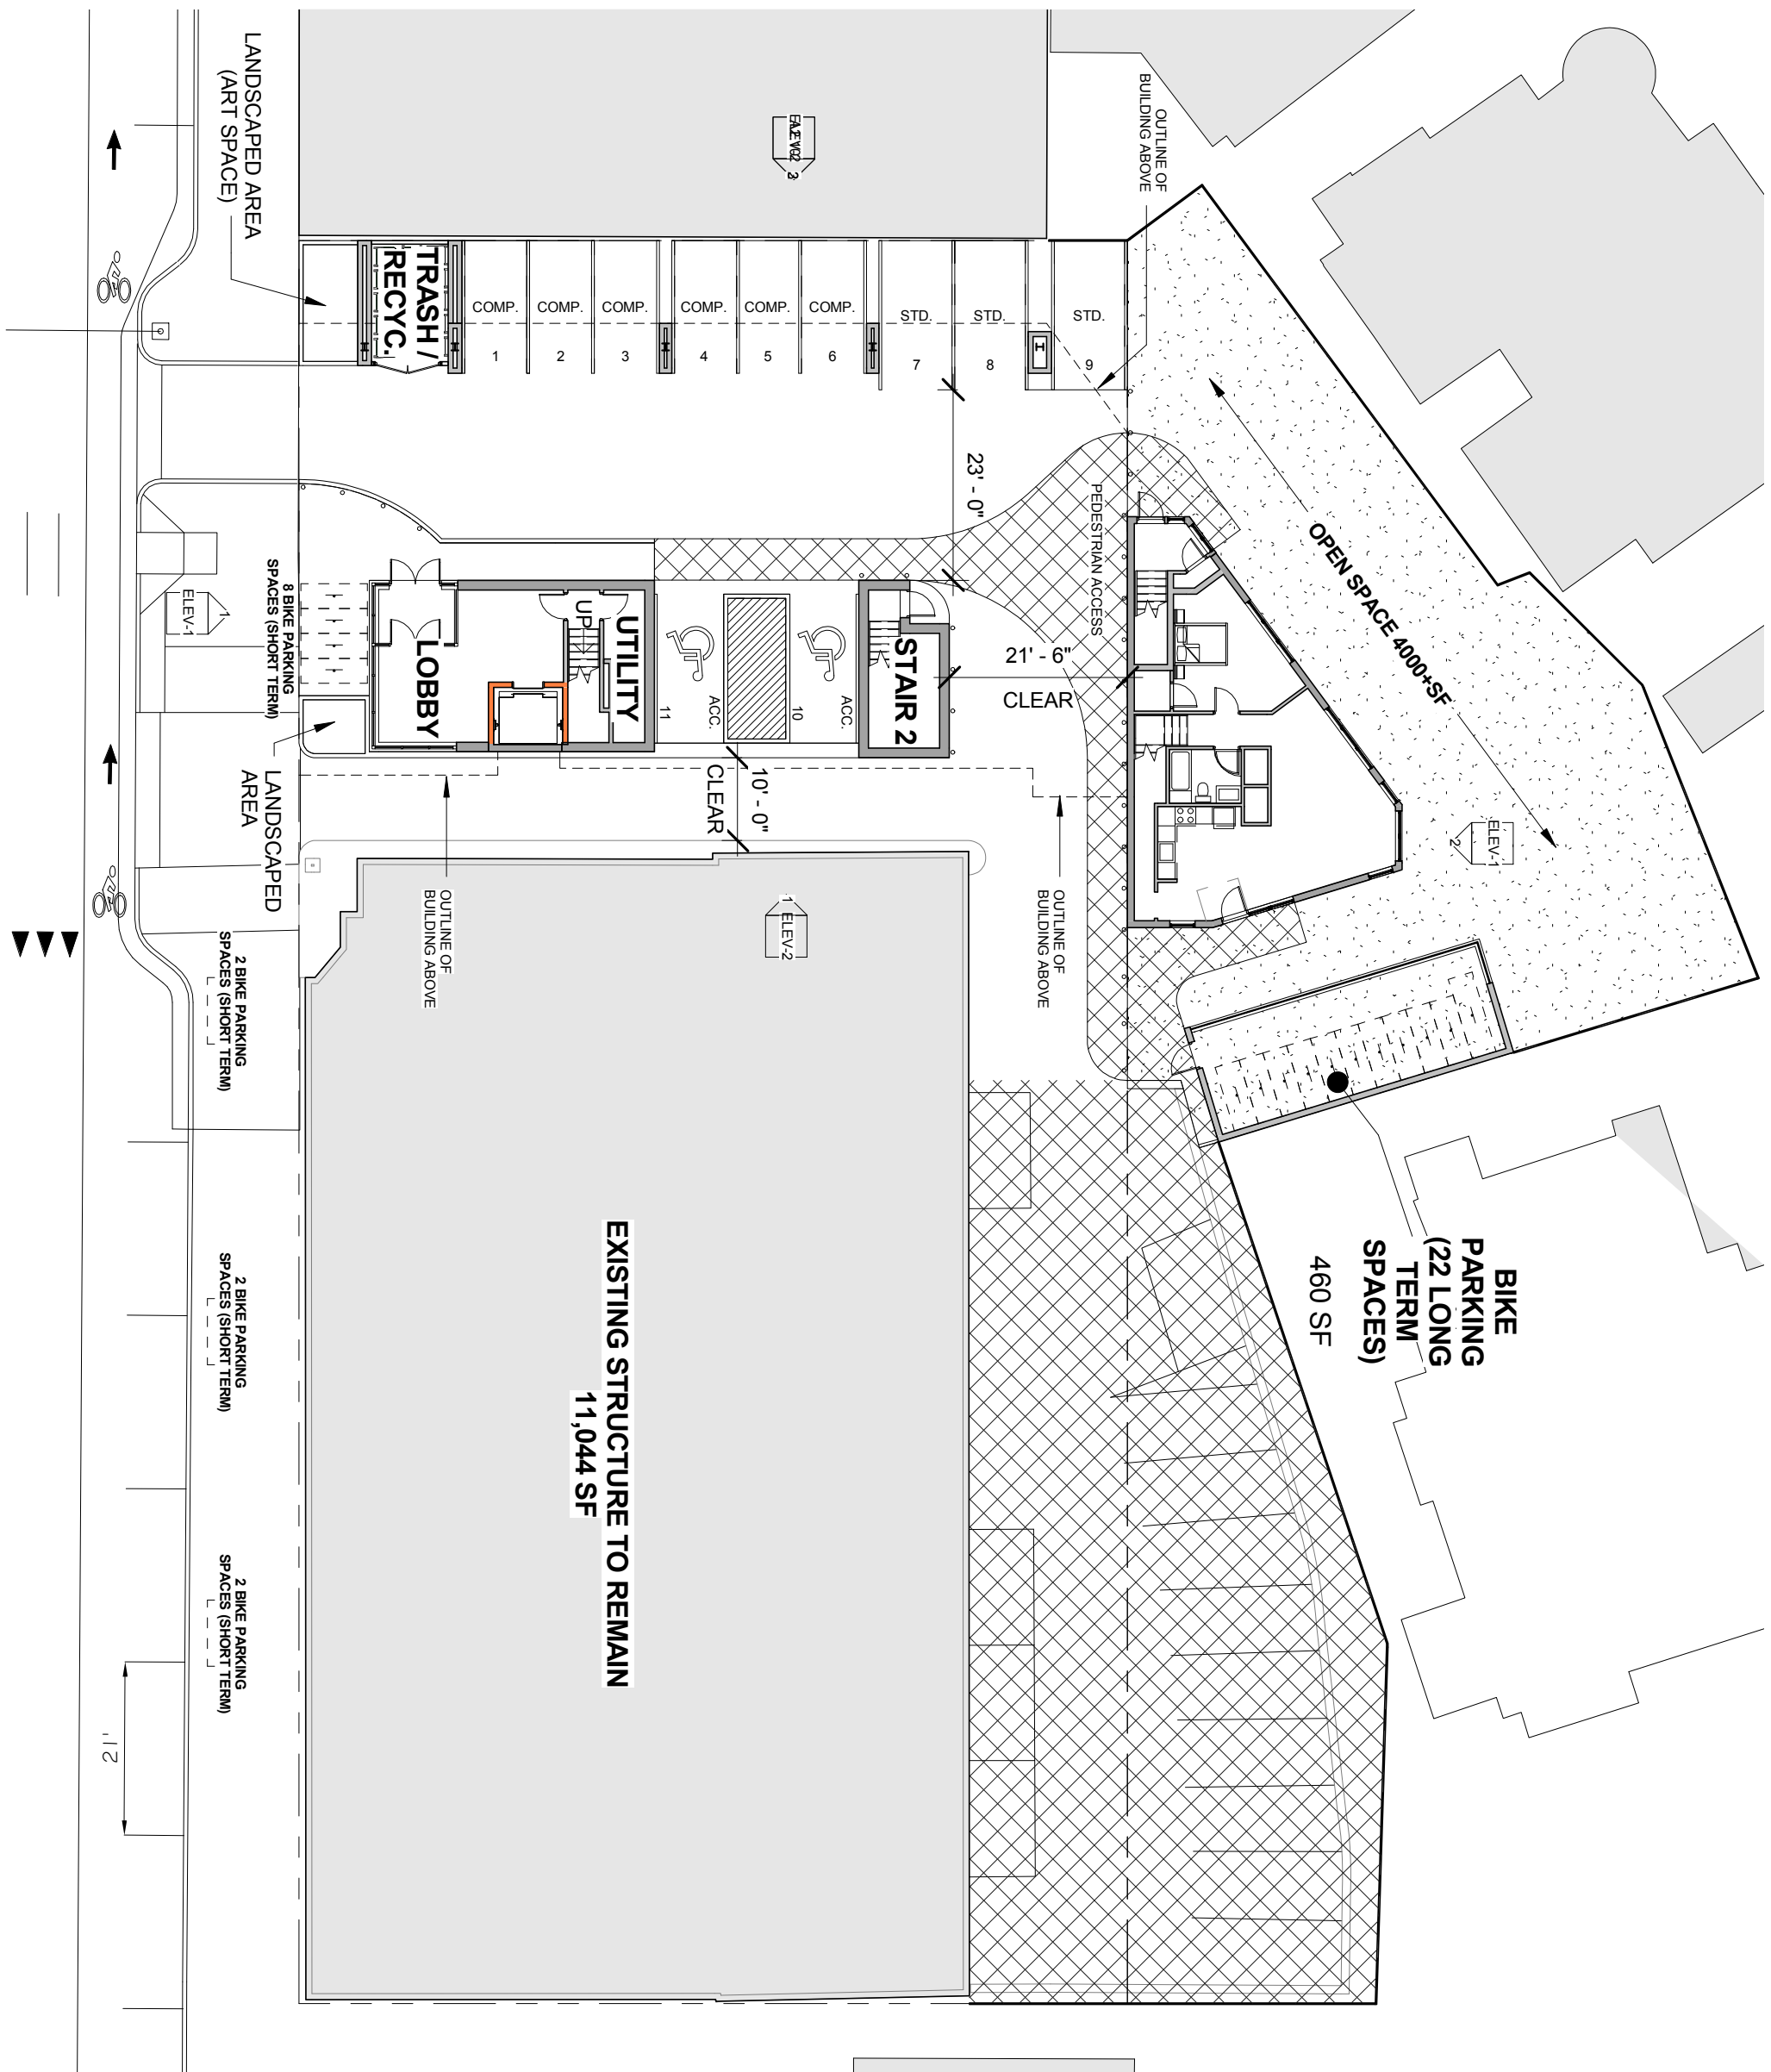 LANDSCAPED AREA
(ART SPACE)
OUTLINE OF
BUILDING ABOVE
3
TRASH /
RECYC.
COMP.
1
COMP.
2
COMP.
3
COMP.
4
COMP.
5
COMP.
6
STD.
7
STD.
8
STD.
9
23' - 0"
PEDESTRIAN ACCESS
OPEN SPACE 4000+SF
8 BIKE PARKING
SPACES (SHORT TERM)
1
ELEV-1
LOBBY
UP
UTILITY
ACC.
11
ACC.
10
STAIR 2
21' - 6"
CLEAR
10' - 0"
CLEAR
LANDSCAPED
AREA
OUTLINE OF
BUILDING ABOVE
1
ELEV-2
OUTLINE OF
BUILDING ABOVE
ELEV-1
2
2 BIKE PARKING
SPACES (SHORT TERM)
2 BIKE PARKING
SPACES (SHORT TERM)
2 BIKE PARKING
SPACES (SHORT TERM)
21'
EXISTING STRUCTURE TO REMAIN
11,044 SF
BIKE
PARKING
(22 LONG
TERM
SPACES)
460 SF